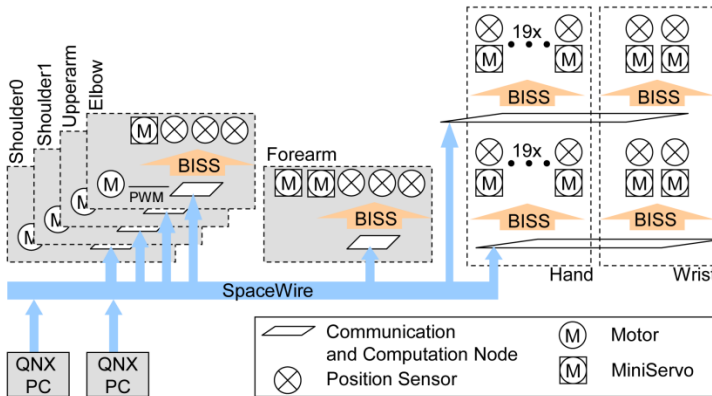 Shoulder0
Shoulder1
Upperarm
Elbow
M
BISS
M
PWM
M
M
M
Forearm
M M
BISS
19x
M M
M M
BISS
BISS
19x
M M
M M
BISS
BISS
Hand
Wrist
SpaceWire
QNX
PC
QNX
PC
Communication
and Computation Node
Position Sensor
M Motor
M MiniServo